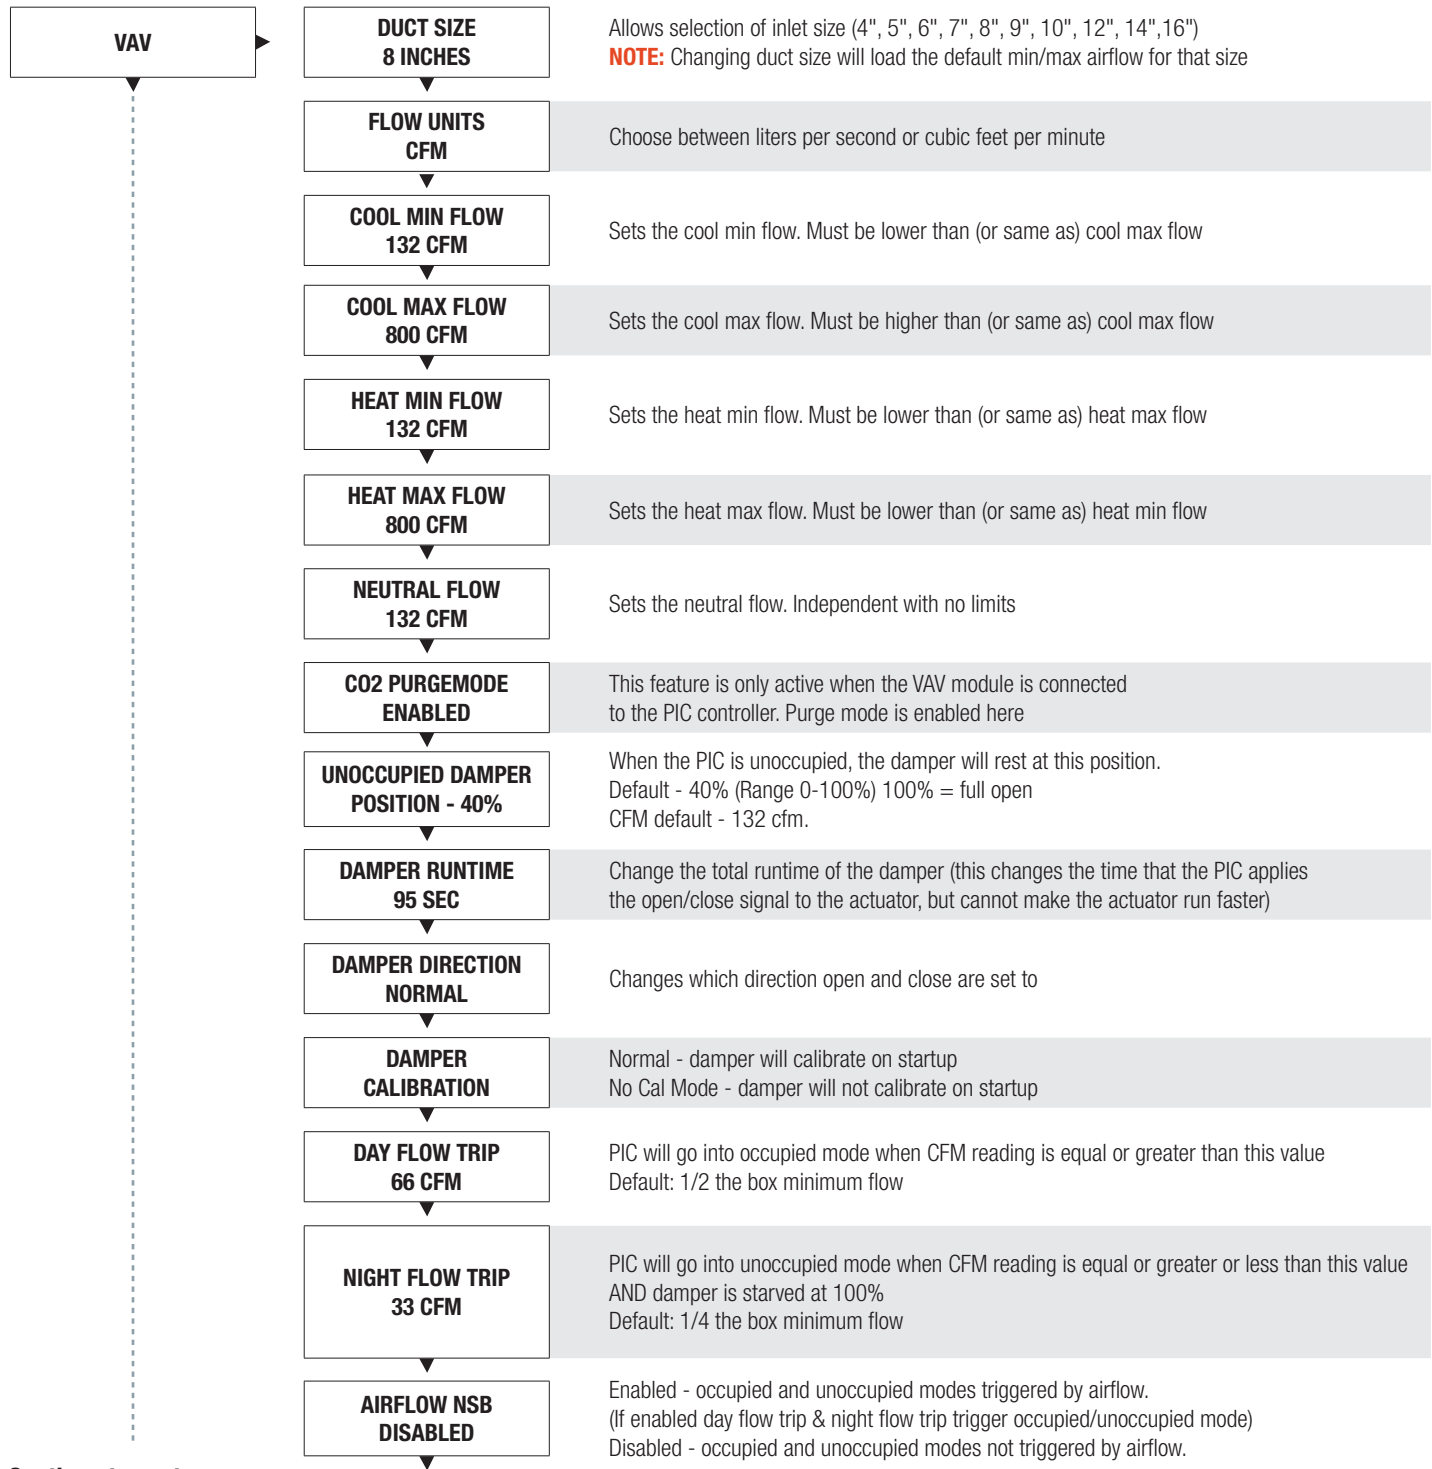 VAV
DUCT SIZE
8 INCHES
Allows selection of inlet size (4", 5", 6", 7", 8", 9", 10", 12", 14",16")
NOTE: Changing duct size will load the default min/max airflow for that size
FLOW UNITS
CFM
Choose between liters per second or cubic feet per minute
COOL MIN FLOW
132 CFM
Sets the cool min flow. Must be lower than (or same as) cool max flow
COOL MAX FLOW
800 CFM
Sets the cool max flow. Must be higher than (or same as) cool max flow
HEAT MIN FLOW
132 CFM
Sets the heat min flow. Must be lower than (or same as) heat max flow
HEAT MAX FLOW
800 CFM
Sets the heat max flow. Must be lower than (or same as) heat min flow
NEUTRAL FLOW
132 CFM
Sets the neutral flow. Independent with no limits
CO2 PURGEMODE
ENABLED
This feature is only active when the VAV module is connected
to the PIC controller. Purge mode is enabled here
UNOCCUPIED DAMPER
POSITION - 40%
When the PIC is unoccupied, the damper will rest at this position.
Default - 40% (Range 0-100%) 100% = full open
CFM default - 132 cfm.
DAMPER RUNTIME
95 SEC
Change the total runtime of the damper (this changes the time that the PIC applies
the open/close signal to the actuator, but cannot make the actuator run faster)
DAMPER DIRECTION
NORMAL
Changes which direction open and close are set to
DAMPER
CALIBRATION
Normal - damper will calibrate on startup
No Cal Mode - damper will not calibrate on startup
DAY FLOW TRIP
66 CFM
PIC will go into occupied mode when CFM reading is equal or greater than this value
Default: 1/2 the box minimum flow
NIGHT FLOW TRIP
33 CFM
PIC will go into unoccupied mode when CFM reading is equal or greater or less than this value
AND damper is starved at 100%
Default: 1/4 the box minimum flow
AIRFLOW NSB
DISABLED
Enabled - occupied and unoccupied modes triggered by airflow.
(If enabled day flow trip & night flow trip trigger occupied/unoccupied mode)
Disabled - occupied and unoccupied modes not triggered by airflow.